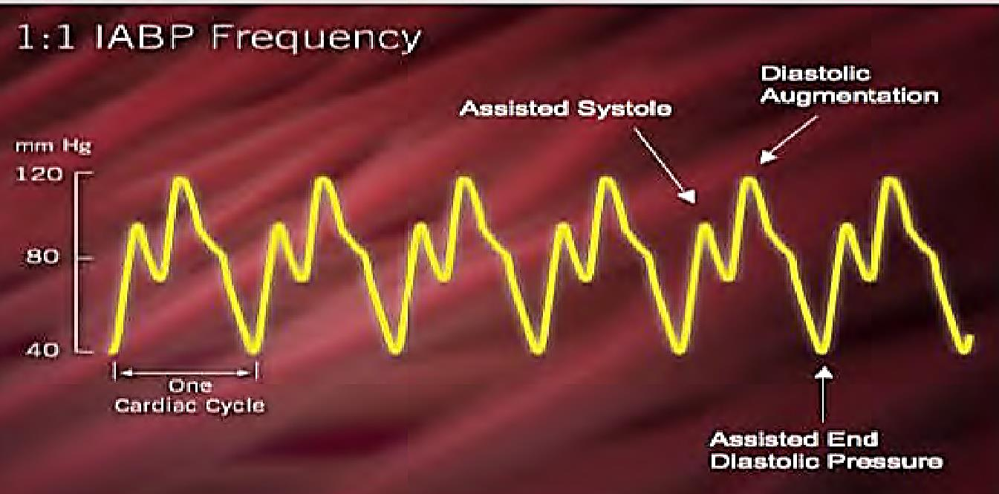 1:1 IABP Frequency
Diastolic
Augmentation
Assisted Systole
mm Hg
120
80
40
One
Cardiac Cycle
Assisted End
Diastolic Pressure